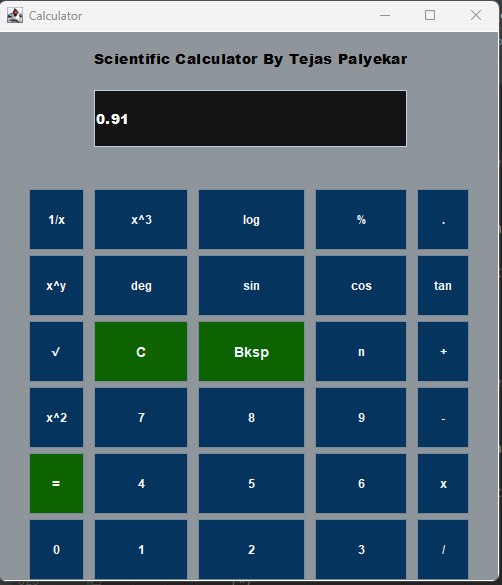 Calculator
Scientific Calculator By Tejas Palyekar
0.91
1/x x^3 log % .
x^y deg sin cos tan
√ C Bksp n +
x^2 7 8 9 -
= 4 5 6 x
0 1 2 3 /